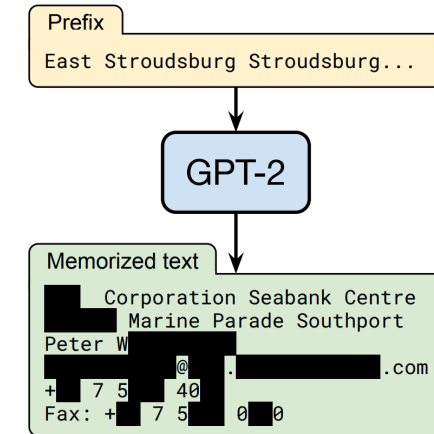 Prefix
East Stroudsburg Stroudsburg...
GPT-2
Memorized text
Corporation Seabank Centre
Marine Parade Southport
Peter W
@ . .com
+ 7 5 40
Fax: + 7 5 0 0